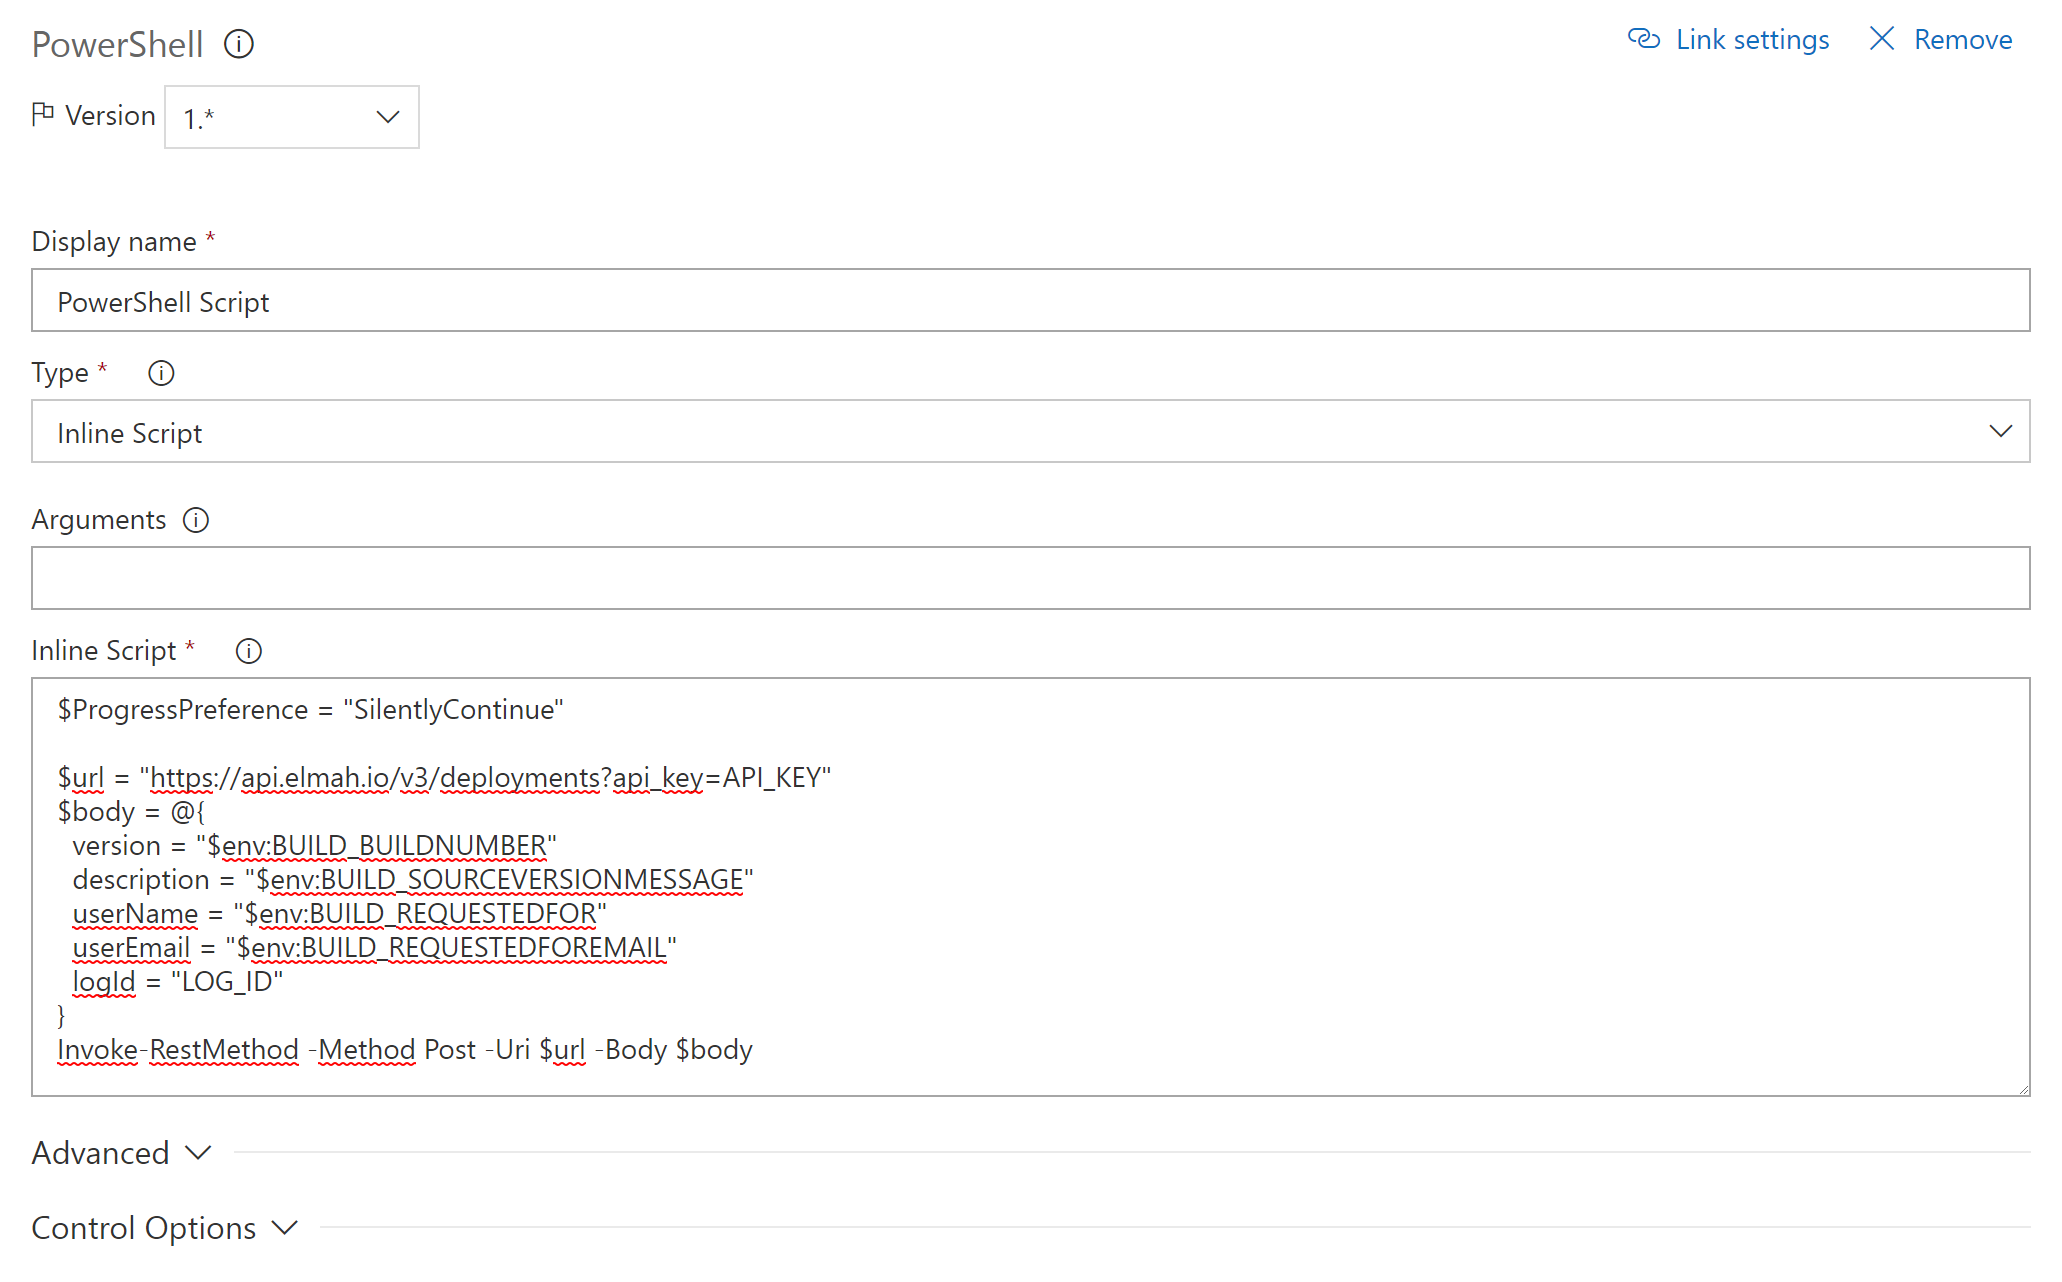 PowerShell
Link settings
Remove
Version 1.*
Display name *
PowerShell Script
Type *
Inline Script
Arguments
Inline Script *
$ProgressPreference = "SilentlyContinue"
$url = "https://api.elmah.io/v3/deployments?api_key=API_KEY"
$body = @{
  version = "$env:BUILD_BUILDNUMBER"
  description = "$env:BUILD_SOURCEVERSIONMESSAGE"
  userName = "$env:BUILD_REQUESTEDFOR"
  userEmail = "$env:BUILD_REQUESTEDFOREMAIL"
  logId = "LOG_ID"
}
Invoke-RestMethod -Method Post -Uri $url -Body $body
Advanced
Control Options